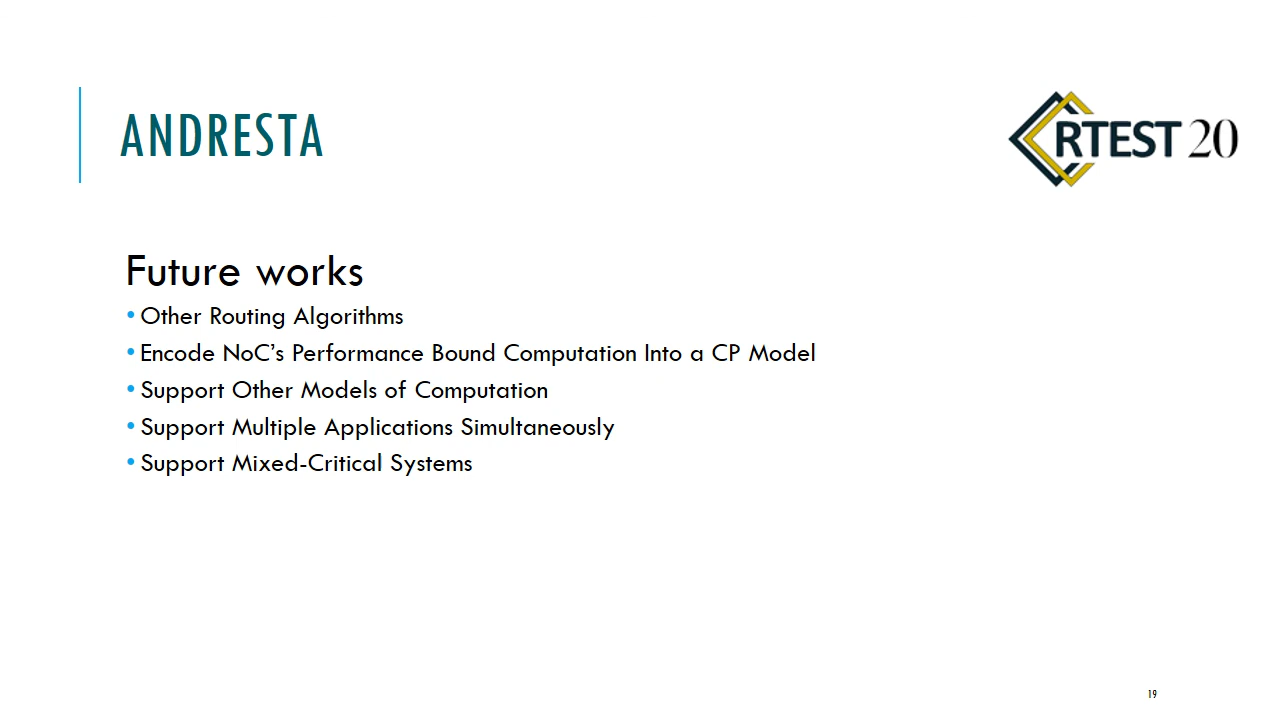 ANDRESTA
RTEST 20
Future works
• Other Routing Algorithms
• Encode NoC’s Performance Bound Computation Into a CP Model
• Support Other Models of Computation
• Support Multiple Applications Simultaneously
• Support Mixed-Critical Systems
19